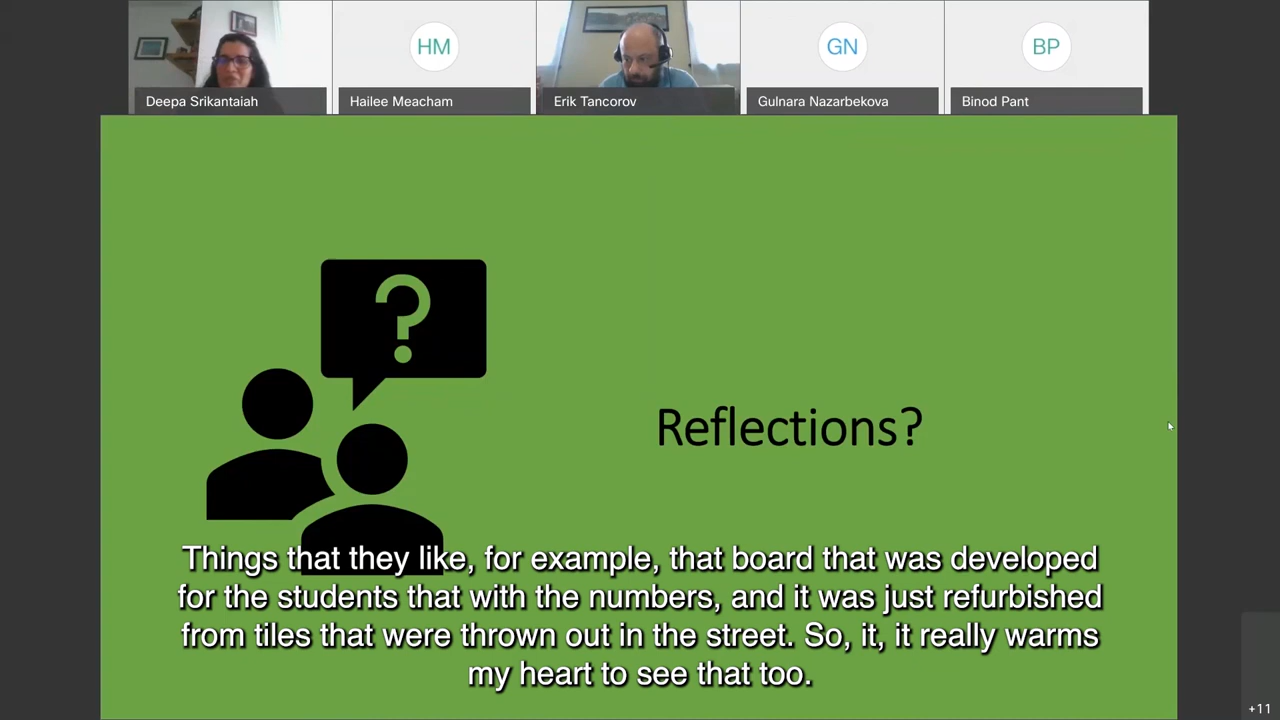 HM
GN
BP
Deepa Srikantaiah
Hailee Meacham
Erik Tancorov
Gulnara Nazarbekova
Binod Pant
?
Reflections?
Things that they like, for example, that board that was developed
for the students that with the numbers, and it was just refurbished
from tiles that were thrown out in the street. So, it, it really warms
my heart to see that too.
+11